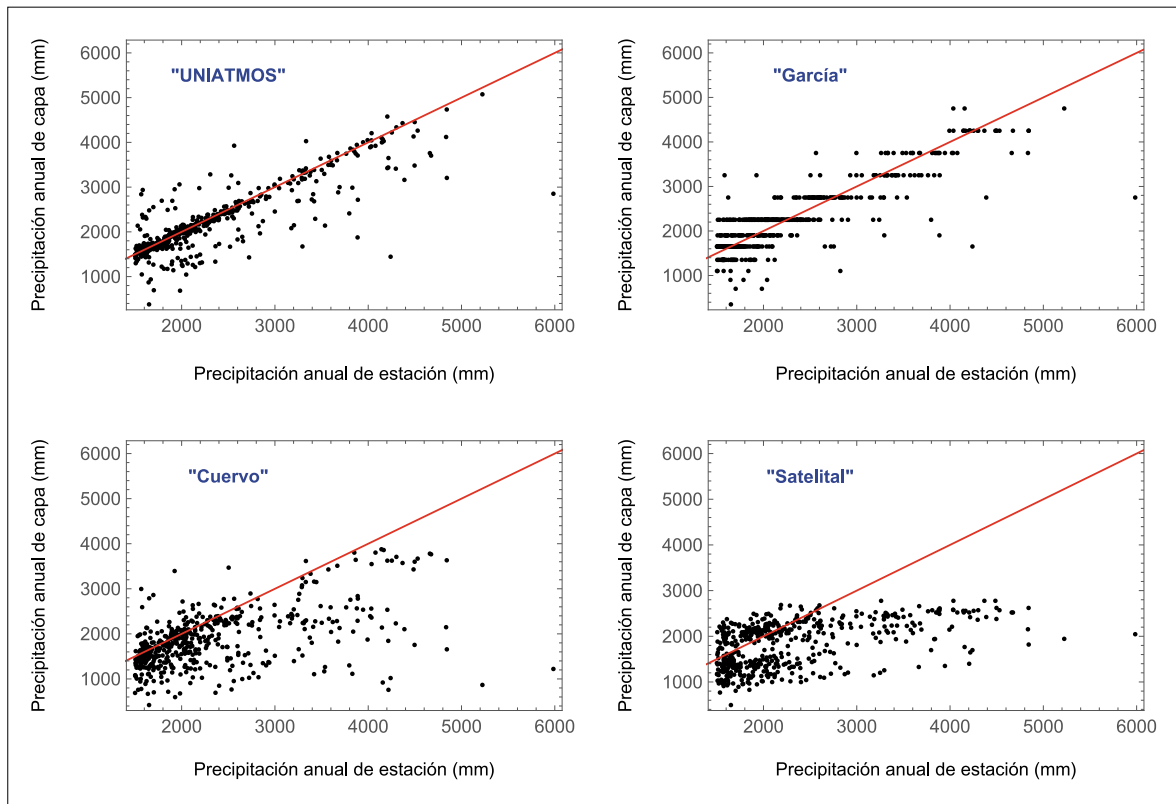 "UNIATMOS"
Precipitación anual de capa (mm)
6000
5000
4000
3000
2000
1000
2000 3000 4000 5000 6000
Precipitación anual de estación (mm)
"García"
Precipitación anual de capa (mm)
6000
5000
4000
3000
2000
1000
2000 3000 4000 5000 6000
Precipitación anual de estación (mm)
"Cuervo"
Precipitación anual de capa (mm)
6000
5000
4000
3000
2000
1000
2000 3000 4000 5000 6000
Precipitación anual de estación (mm)
"Satelital"
Precipitación anual de capa (mm)
6000
5000
4000
3000
2000
1000
2000 3000 4000 5000 6000
Precipitación anual de estación (mm)